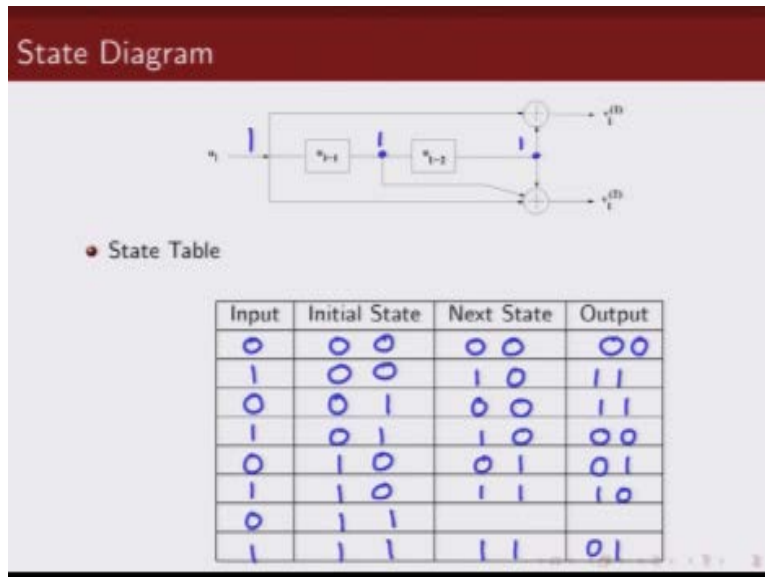 State Diagram
1 1 1
State Table
Input Initial State Next State Output
0 0 0 0 0 0 0
1 0 0 1 0 1 1
0 0 1 0 0 1 1
1 0 1 1 0 0 0
0 1 0 0 1 0 1
1 1 0 1 1 1 0
0 1 1
1 1 1 1 1 0 1